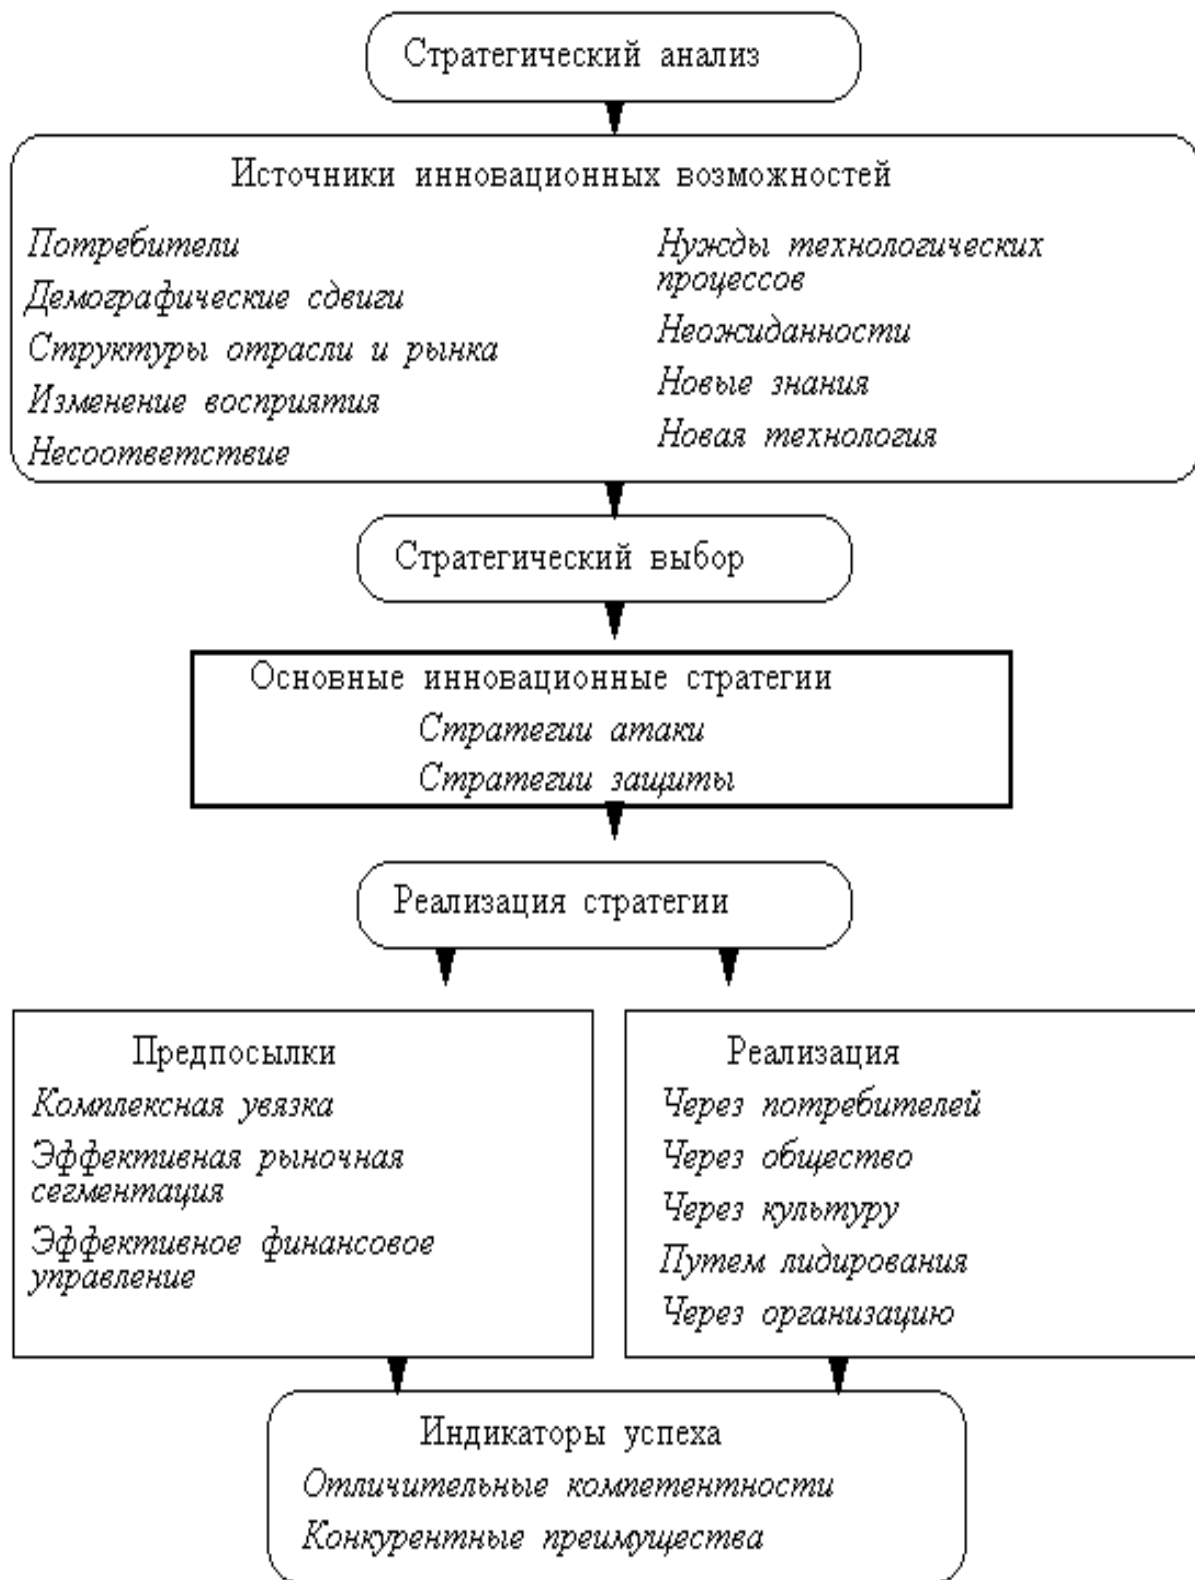 Стратегический анализ
Источники инновационных возможностей
Потребители
Демографические сдвиги
Структуры отрасли и рынка
Изменение восприятия
Несоответствие
Нужды технологических
процессов
Неожиданности
Новые знания
Новая технология
Стратегический выбор
Основные инновационные стратегии
Стратегии атаки
Стратегии защиты
Реализация стратегии
Предпосылки
Комплексная увязка
Эффективная рыночная
сегментация
Эффективное финансовое
управление
Реализация
Через потребителей
Через общество
Через культуру
Путем лидирования
Через организацию
Индикаторы успеха
Отличительные компетентности
Конкурентные преимущества